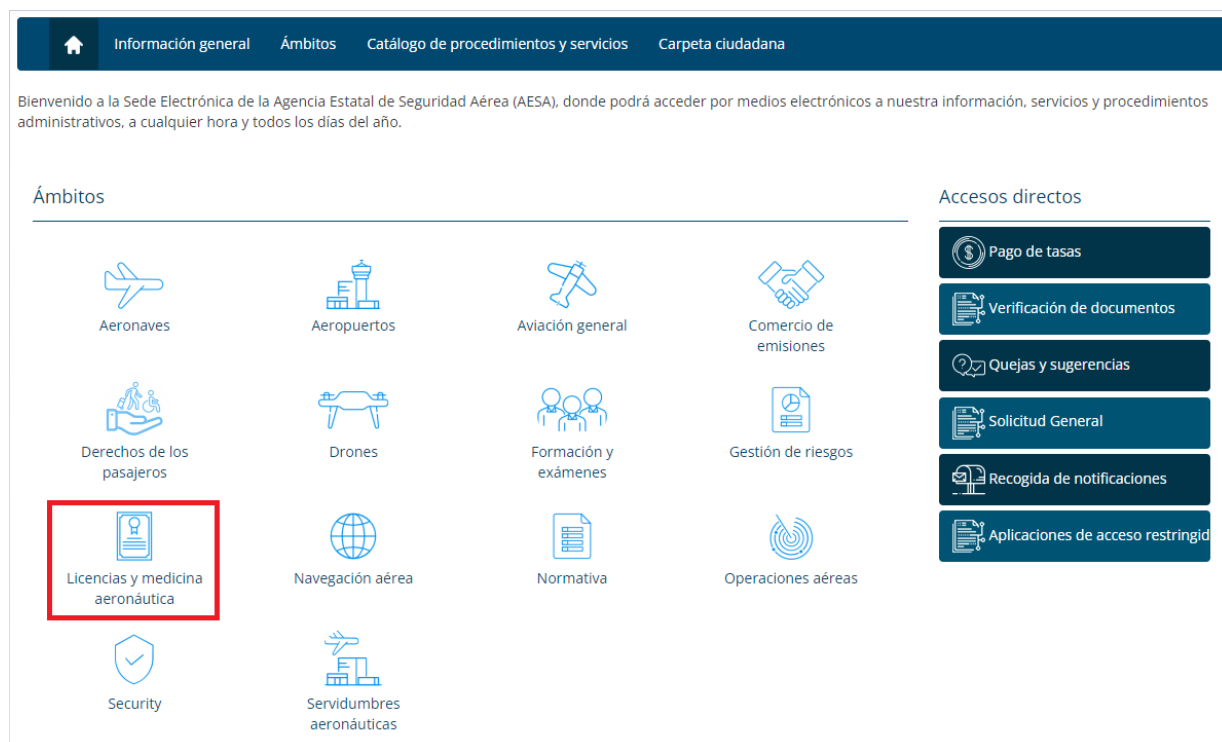 Información general Ámbitos Catálogo de procedimientos y servicios Carpeta ciudadana
Bienvenido a la Sede Electrónica de la Agencia Estatal de Seguridad Aérea (AESA), donde podrá acceder por medios electrónicos a nuestra información, servicios y procedimientos
administrativos, a cualquier hora y todos los días del año.
Ámbitos
Aeronaves
Aeropuertos
Aviación general
Comercio de
emisiones
Derechos de los
pasajeros
Drones
Formación y
exámenes
Gestión de riesgos
Licencias y medicina
aeronáutica
Navegación aérea
Normativa
Operaciones aéreas
Security
Servidumbres
aeronáuticas
Accesos directos
Pago de tasas
Verificación de documentos
Quejas y sugerencias
Solicitud General
Recogida de notificaciones
Aplicaciones de acceso restringid